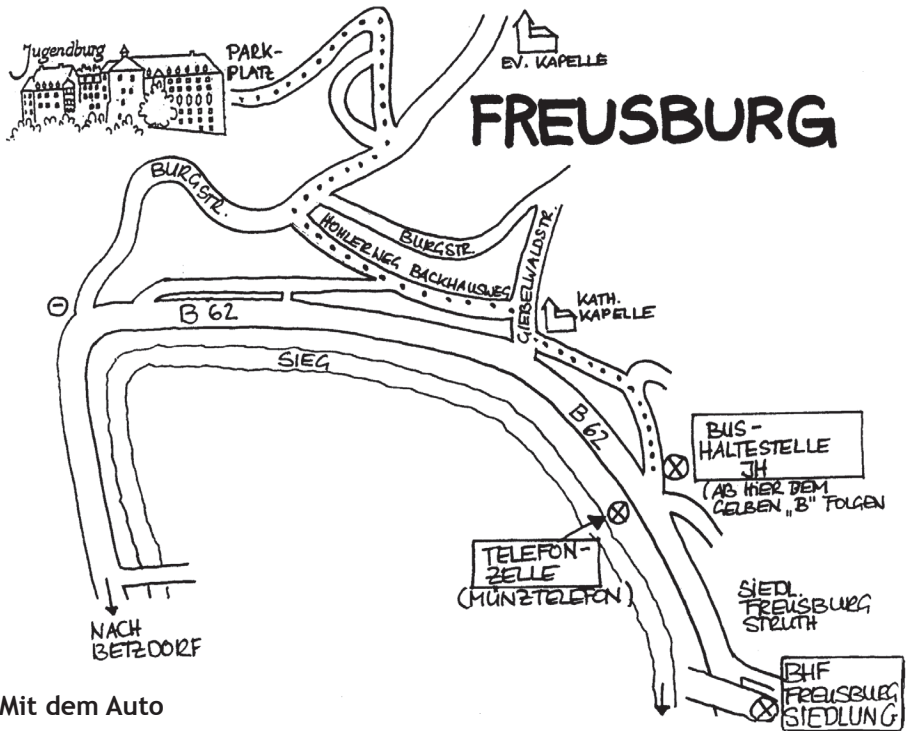 Jugendburg
PARK-
PLATZ
EV. KAPELLE
FREUSBURG
BURGSTR.
HOHLERWEG
BACKHAUSWEG
BURGSTR.
GIEBELWALDSTR.
KATH.
KAPELLE
B 62
SIEG
B 62
BUS-
HALTESTELLE
JH
(AB HIER DEM
GELBEN „B" FOLGEN
TELEFON-
ZELLE
(MÜNZTELEFON)
SIEDL.
FREUSBURG
STRUTH
NACH
BETZDORF
BHF
FREUSBURG
SIEDLUNG
Mit dem Auto